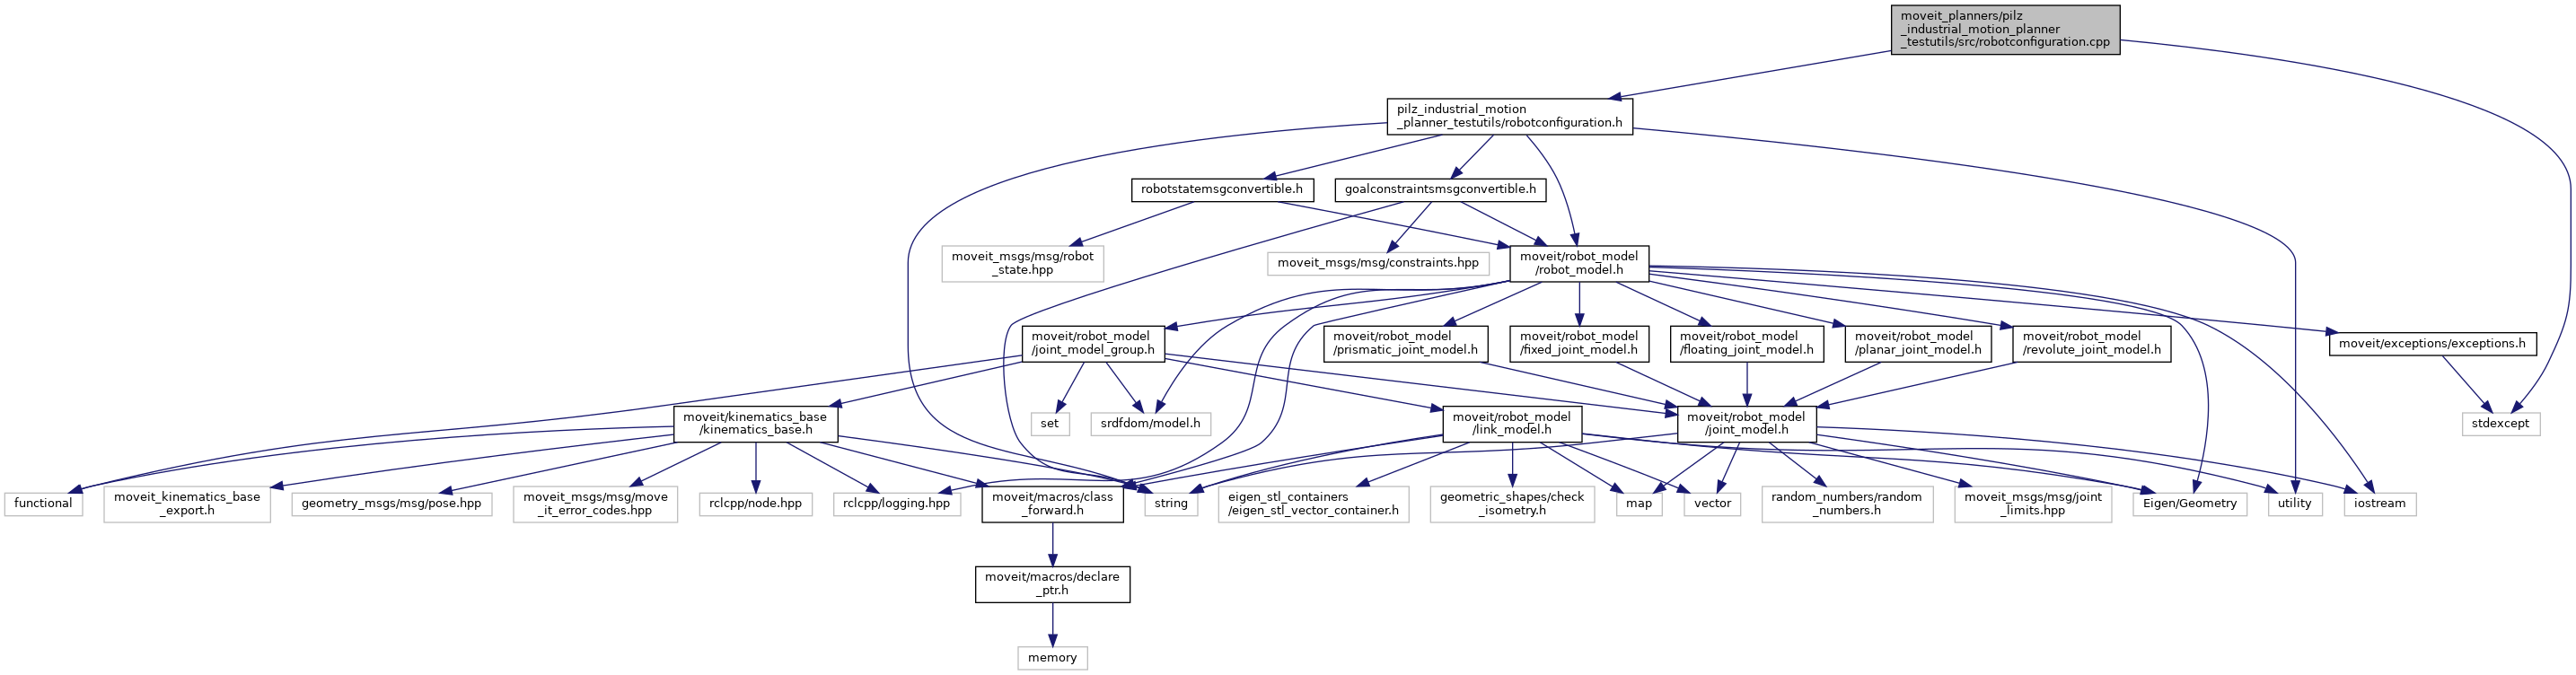 moveit_planners/pilz
_industrial_motion_planner
_testutils/src/robotconfiguration.cpp
pilz_industrial_motion
_planner_testutils/robotconfiguration.h
robotstatemsgconvertible.h
goalconstraintsmsgconvertible.h
moveit_msgs/msg/robot
_state.hpp
moveit_msgs/msg/constraints.hpp
moveit/robot_model
/robot_model.h
moveit/robot_model
/joint_model_group.h
moveit/robot_model
/prismatic_joint_model.h
moveit/robot_model
/fixed_joint_model.h
moveit/robot_model
/floating_joint_model.h
moveit/robot_model
/planar_joint_model.h
moveit/robot_model
/revolute_joint_model.h
moveit/exceptions/exceptions.h
moveit/kinematics_base
/kinematics_base.h
set
srdfdom/model.h
moveit/robot_model
/link_model.h
moveit/robot_model
/joint_model.h
stdexcept
functional
moveit_kinematics_base
_export.h
geometry_msgs/msg/pose.hpp
moveit_msgs/msg/move
_it_error_codes.hpp
rclcpp/node.hpp
rclcpp/logging.hpp
moveit/macros/class
_forward.h
string
eigen_stl_containers
/eigen_stl_vector_container.h
geometric_shapes/check
_isometry.h
map
vector
random_numbers/random
_numbers.h
moveit_msgs/msg/joint
_limits.hpp
Eigen/Geometry
utility
iostream
moveit/macros/declare
_ptr.h
memory